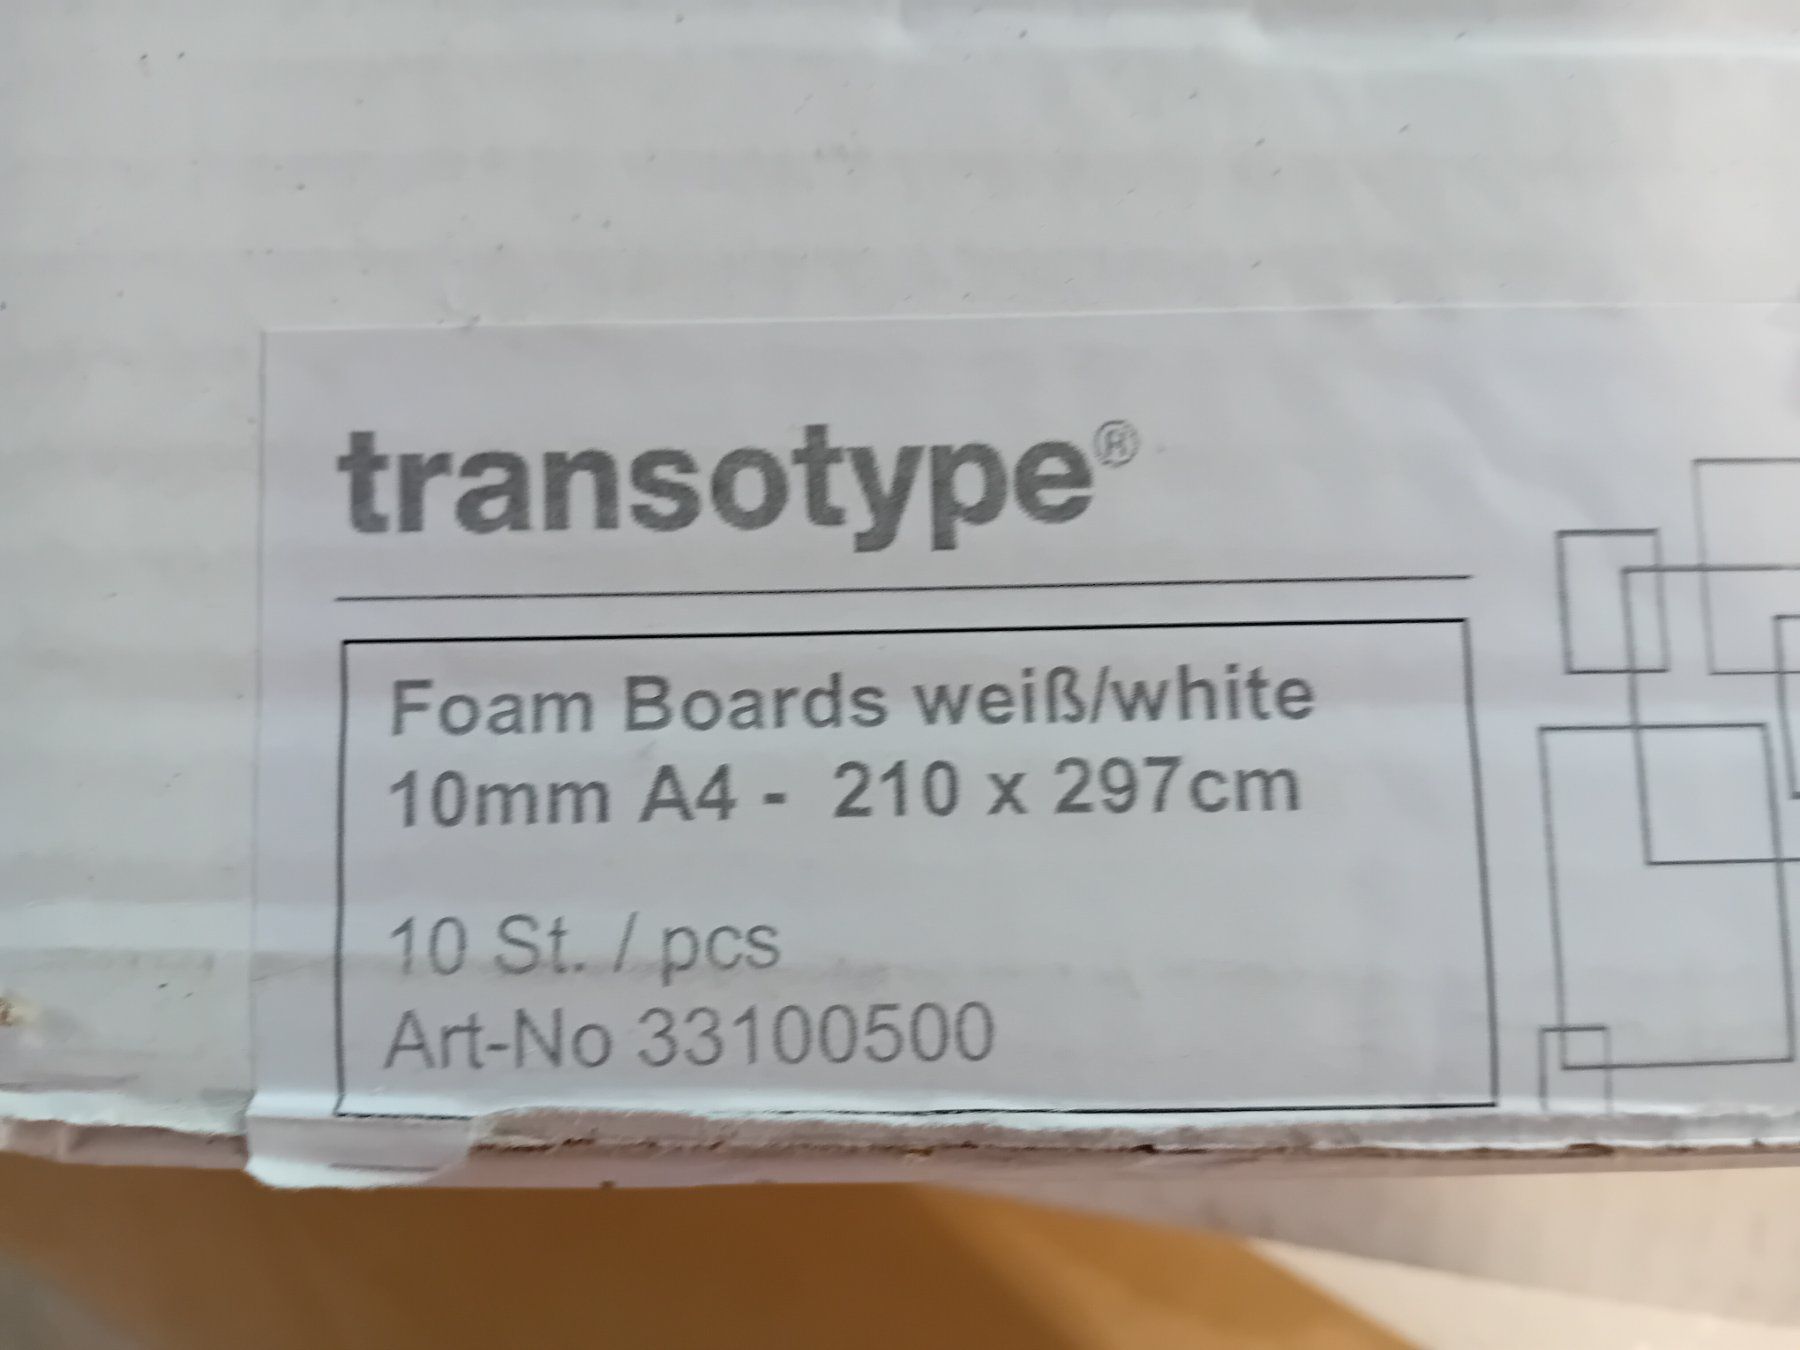 transotype®
Foam Boards weiß/white
10mm A4 - 210 x 297cm
10 St. / pcs
Art-No 33100500